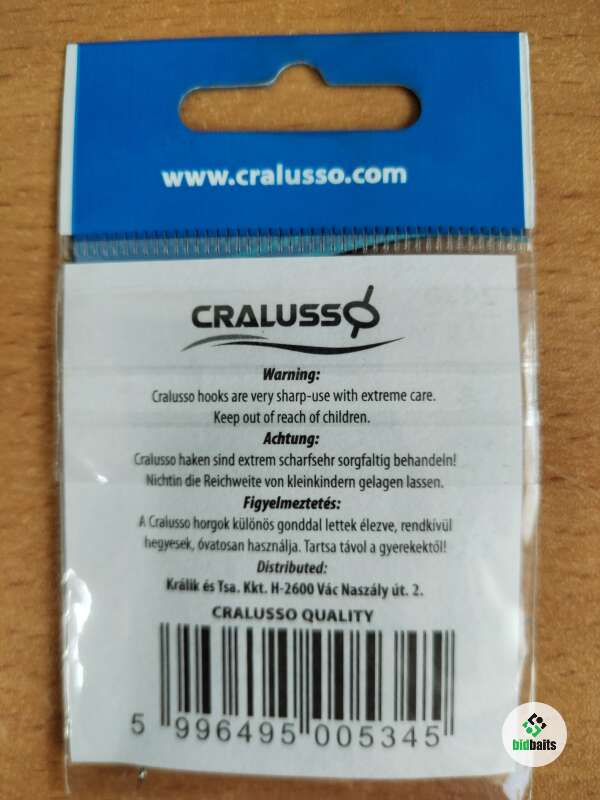 www.cralusso.com
CRALUSSO
Warning:
Cralusso hooks are very sharp-use with extreme care.
Keep out of reach of children.
Achtung:
Cralusso haken sind extrem scharfsehr sorgfaltig behandeln!
Nichtin die Reichweite von kleinkindern gelagen lassen.
Figyelmeztetés:
A Cralusso horgok különös gonddal lettek élezve, rendkívül
hegyesek, óvatosan használja. Tartsa távol a gyerekektől!
Distributed:
Králik és Tsa. Kkt. H-2600 Vác Naszály út. 2.
CRALUSSO QUALITY
5 996495 005345
bidbaits